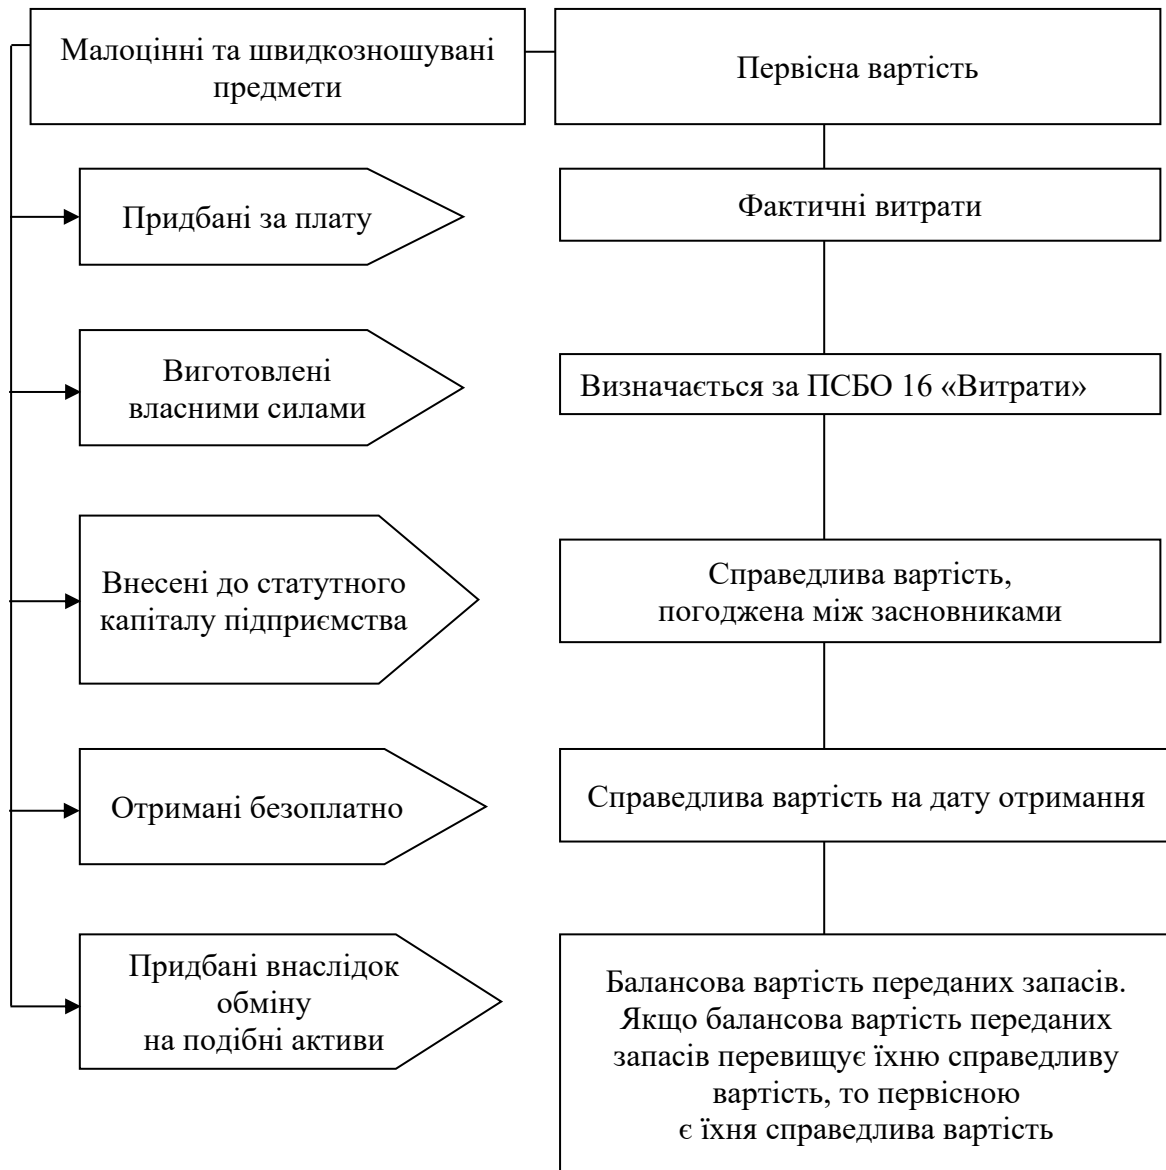 Малоцінні та швидкозношувані
предмети
Первісна вартість
Придбані за плату
Фактичні витрати
Виготовлені
власними силами
Визначається за ПСБО 16 «Витрати»
Внесені до статутного
капіталу підприємства
Справедлива вартість,
погоджена між засновниками
Отримані безоплатно
Справедлива вартість на дату отримання
Придбані внаслідок
обміну
на подібні активи
Балансова вартість переданих запасів.
Якщо балансова вартість переданих
запасів перевищує їхню справедливу
вартість, то первісною
є їхня справедлива вартість